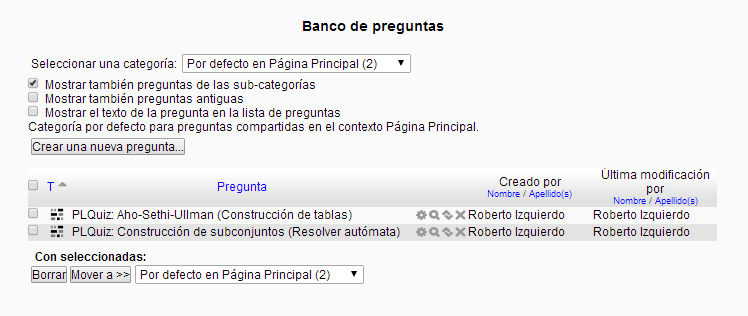 Banco de preguntas
Seleccionar una categoría: Por defecto en Página Principal (2)
Mostrar también preguntas de las sub-categorías
Mostrar también preguntas antiguas
Mostrar el texto de la pregunta en la lista de preguntas
Categoría por defecto para preguntas compartidas en el contexto Página Principal.
Crear una nueva pregunta...
T Pregunta Creado por Nombre / Apellido(s) Última modificación por Nombre / Apellido(s)
PLQuiz: Aho-Sethi-Ullman (Construcción de tablas) Roberto Izquierdo Roberto Izquierdo
PLQuiz: Construcción de subconjuntos (Resolver autómata) Roberto Izquierdo Roberto Izquierdo
Con seleccionadas:
Borrar Mover a >> Por defecto en Página Principal (2)